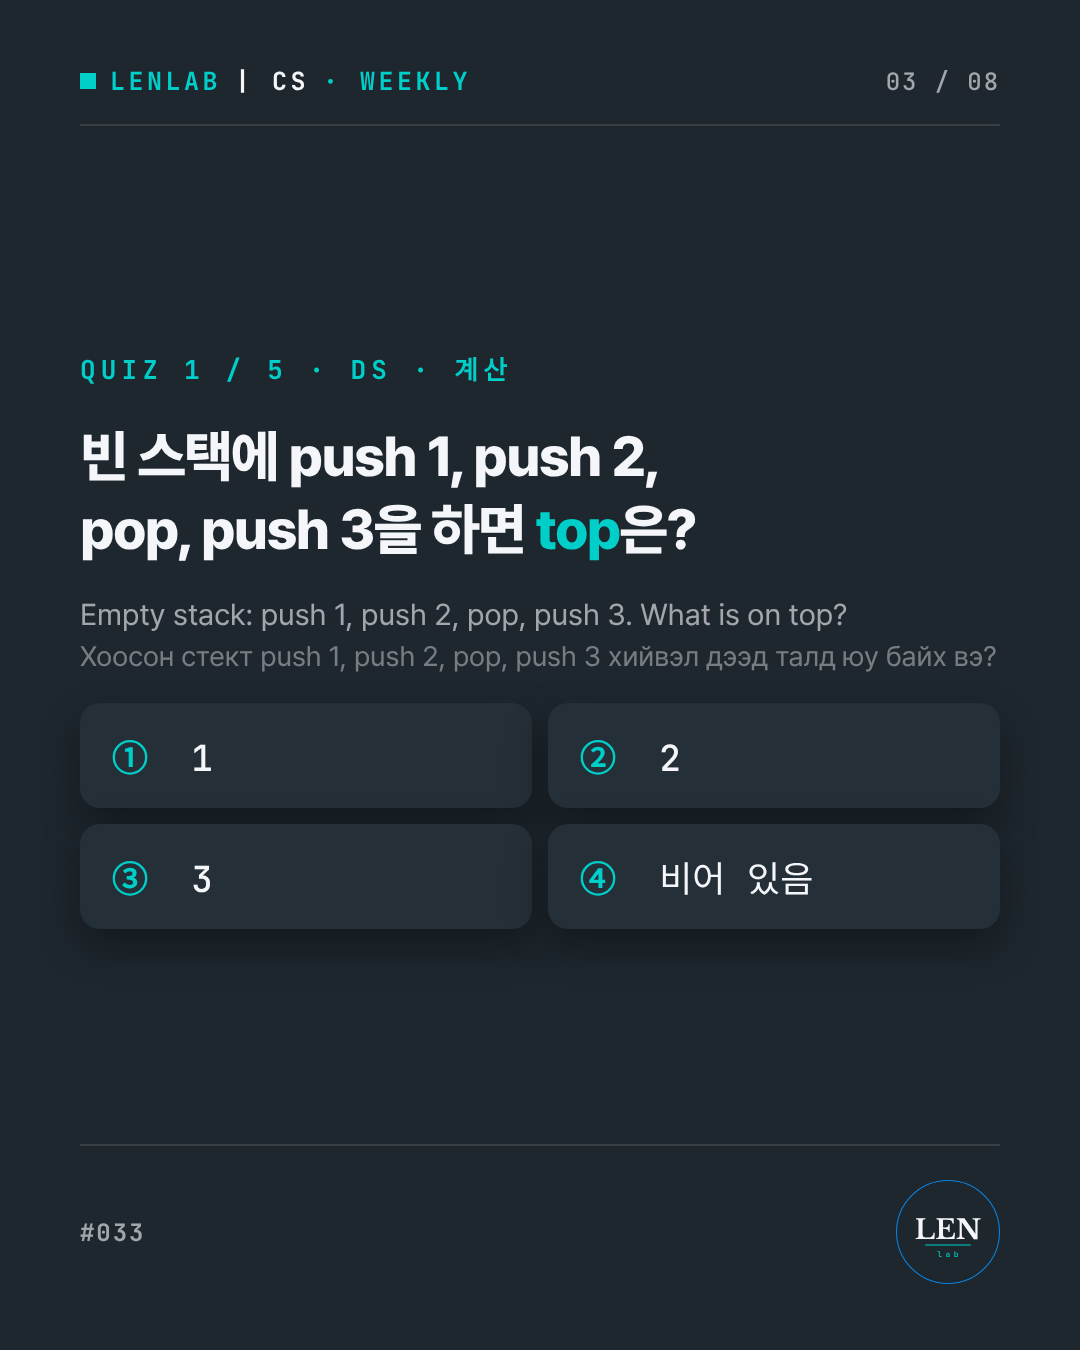 LENLAB | CS · WEEKLY
03 / 08
QUIZ 1 / 5 · DS · 계산
빈 스택에 push 1, push 2,
pop, push 3을 하면 top은?
Empty stack: push 1, push 2, pop, push 3. What is on top?
Хоосон стект push 1, push 2, pop, push 3 хийвэл дээд талд юу байх вэ?
① 1
② 2
③ 3
④ 비어 있음
#033
LEN
lab